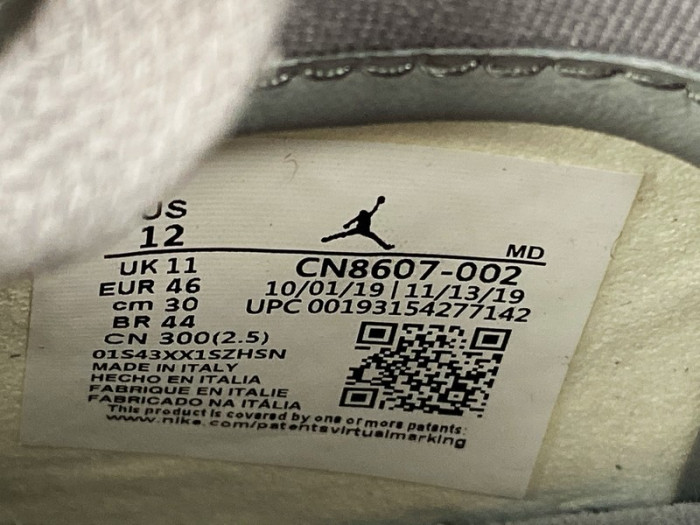 US
12
MD
UK 11
CN8607-002
EUR 46
10/01/19 | 11/13/19
cm 30
UPC 00193154277142
BR 44
CN 300(2.5)
01S43XX1SZHSN
MADE IN ITALY
HECHO EN ITALIA
FABRIQUE EN ITALIE
FABRICADO NA ITÁLIA
This product is covered by one or more patents:
www.nike.com/patentsvirtualmarking